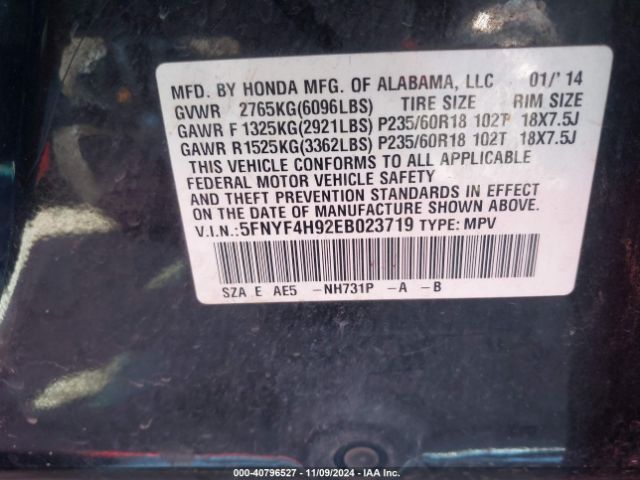 MFD. BY HONDA MFG. OF ALABAMA, LLC 01/'14
GVWR 2765KG(6096LBS) TIRE SIZE RIM SIZE
GAWR F 1325KG(2921LBS) P235/60R18 102T 18X7.5J
GAWR R1525KG(3362LBS) P235/60R18 102T 18X7.5J
THIS VEHICLE CONFORMS TO ALL APPLICABLE
FEDERAL MOTOR VEHICLE SAFETY
AND THEFT PREVENTION STANDARDS IN EFFECT
ON THE DATE OF MANUFACTURE SHOWN ABOVE.
V.I.N.:5FNYF4H92EB023719 TYPE: MPV
SZA E AE5 -NH731P -A -B
000-40796527 - 11/09/2024 - IAA Inc.